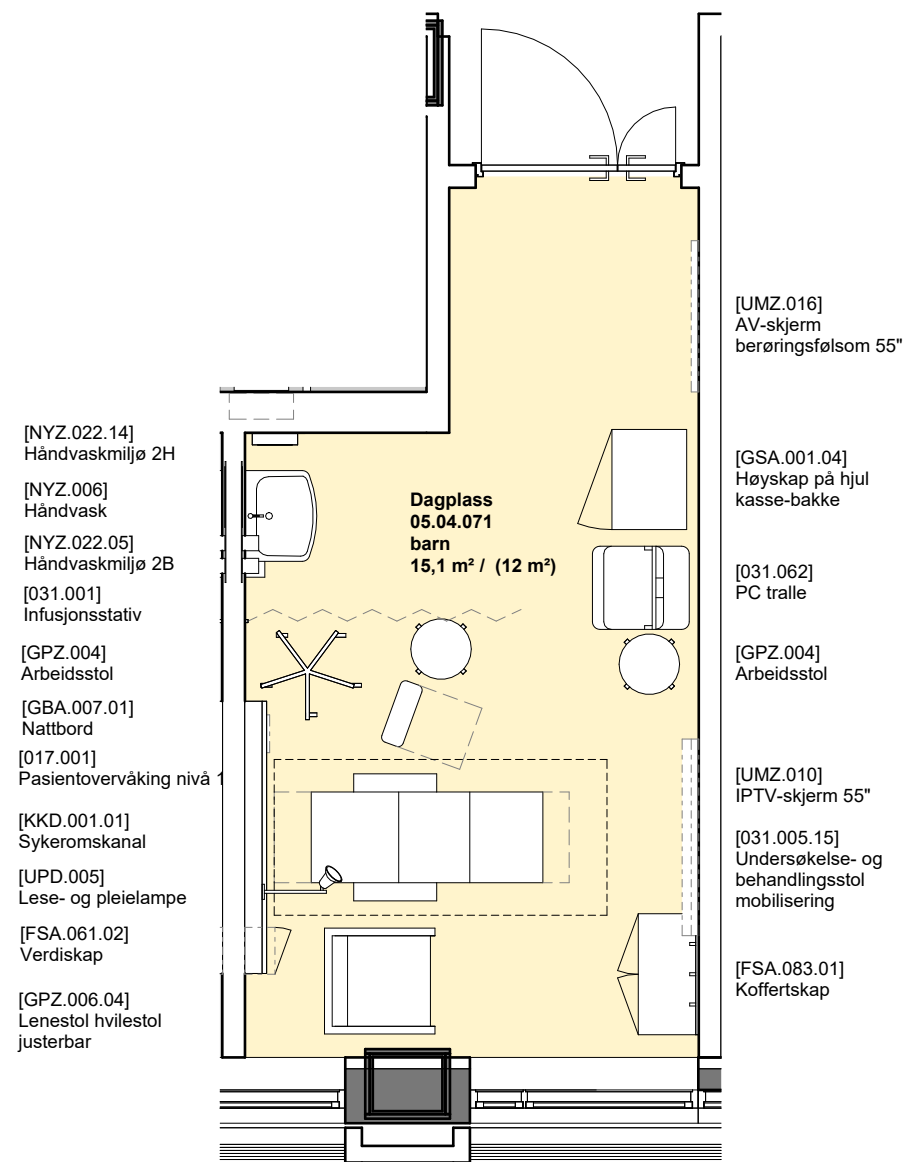 [NYZ.022.14]
Håndvaskmiljø 2H
[NYZ.006]
Håndvask
[NYZ.022.05]
Håndvaskmiljø 2B
[031.001]
Infusjonsstativ
[GPZ.004]
Arbeidsstol
[GBA.007.01]
Nattbord
[017.001]
Pasientovervåking nivå 1
[KKD.001.01]
Sykeromskanal
[UPD.005]
Lese- og pleielampe
[FSA.061.02]
Verdiskap
[GPZ.006.04]
Lenestol hvilestol
justerbar
Dagplass
05.04.071
barn
15,1 m² / (12 m²)
[UMZ.016]
AV-skjerm
berøringsfølsom 55"
[GSA.001.04]
Høyskap på hjul
kasse-bakke
[031.062]
PC tralle
[GPZ.004]
Arbeidsstol
[UMZ.010]
IPTV-skjerm 55"
[031.005.15]
Undersøkelse- og
behandlingsstol
mobilisering
[FSA.083.01]
Koffertskap